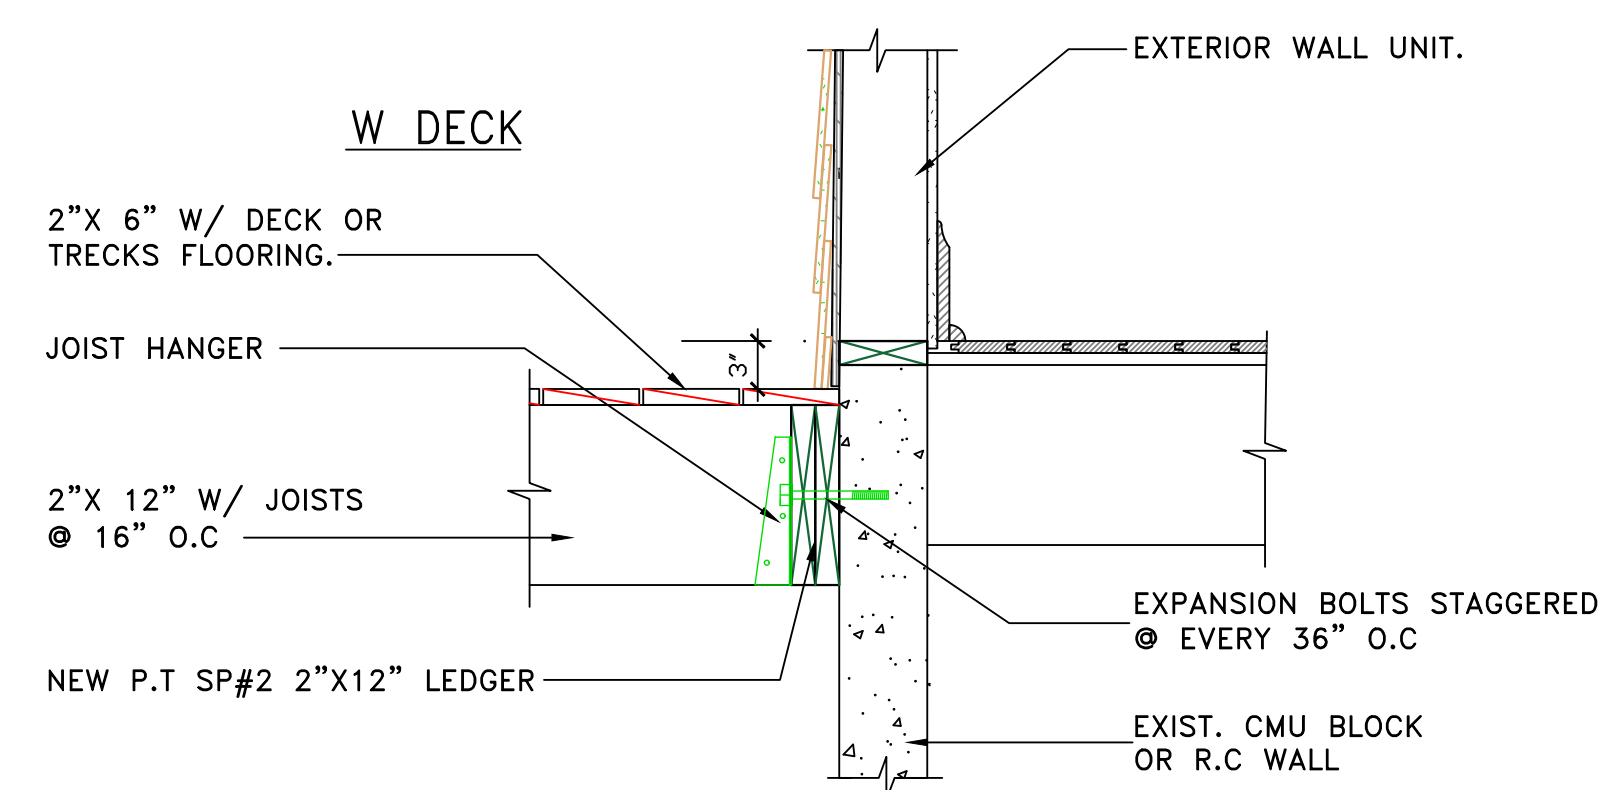 EXTERIOR WALL UNIT.
W DECK
2”X 6” W/ DECK OR
TRECKS FLOORING.
JOIST HANGER
3"
2”X 12” W/ JOISTS
@ 16” O.C
EXPANSION BOLTS STAGGERED
@ EVERY 36” O.C
NEW P.T SP#2 2”X12” LEDGER
EXIST. CMU BLOCK
OR R.C WALL